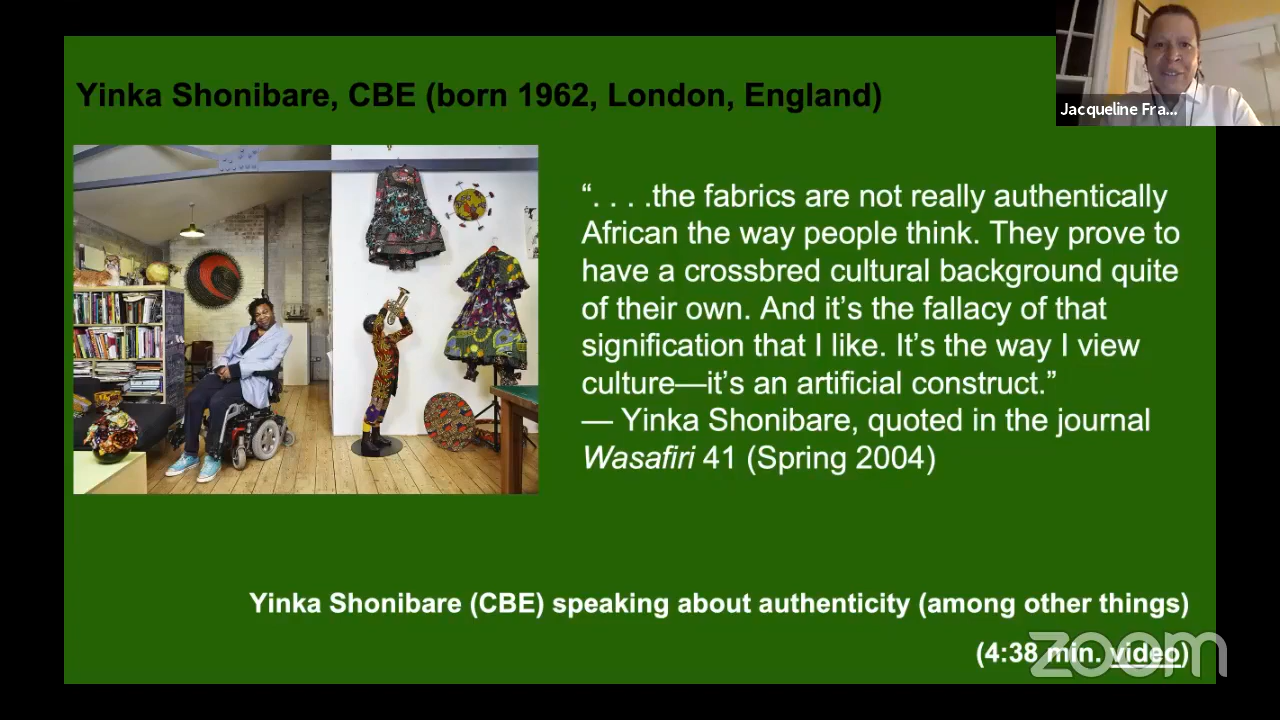 Yinka Shonibare, CBE (born 1962, London, England)
Jacqueline Fra...
“. . . .the fabrics are not really authentically
African the way people think. They prove to
have a crossbred cultural background quite
of their own. And it’s the fallacy of that
signification that I like. It’s the way I view
culture—it’s an artificial construct.”
— Yinka Shonibare, quoted in the journal
Wasafiri 41 (Spring 2004)
Yinka Shonibare (CBE) speaking about authenticity (among other things)
(4:38 min. video)
zoom